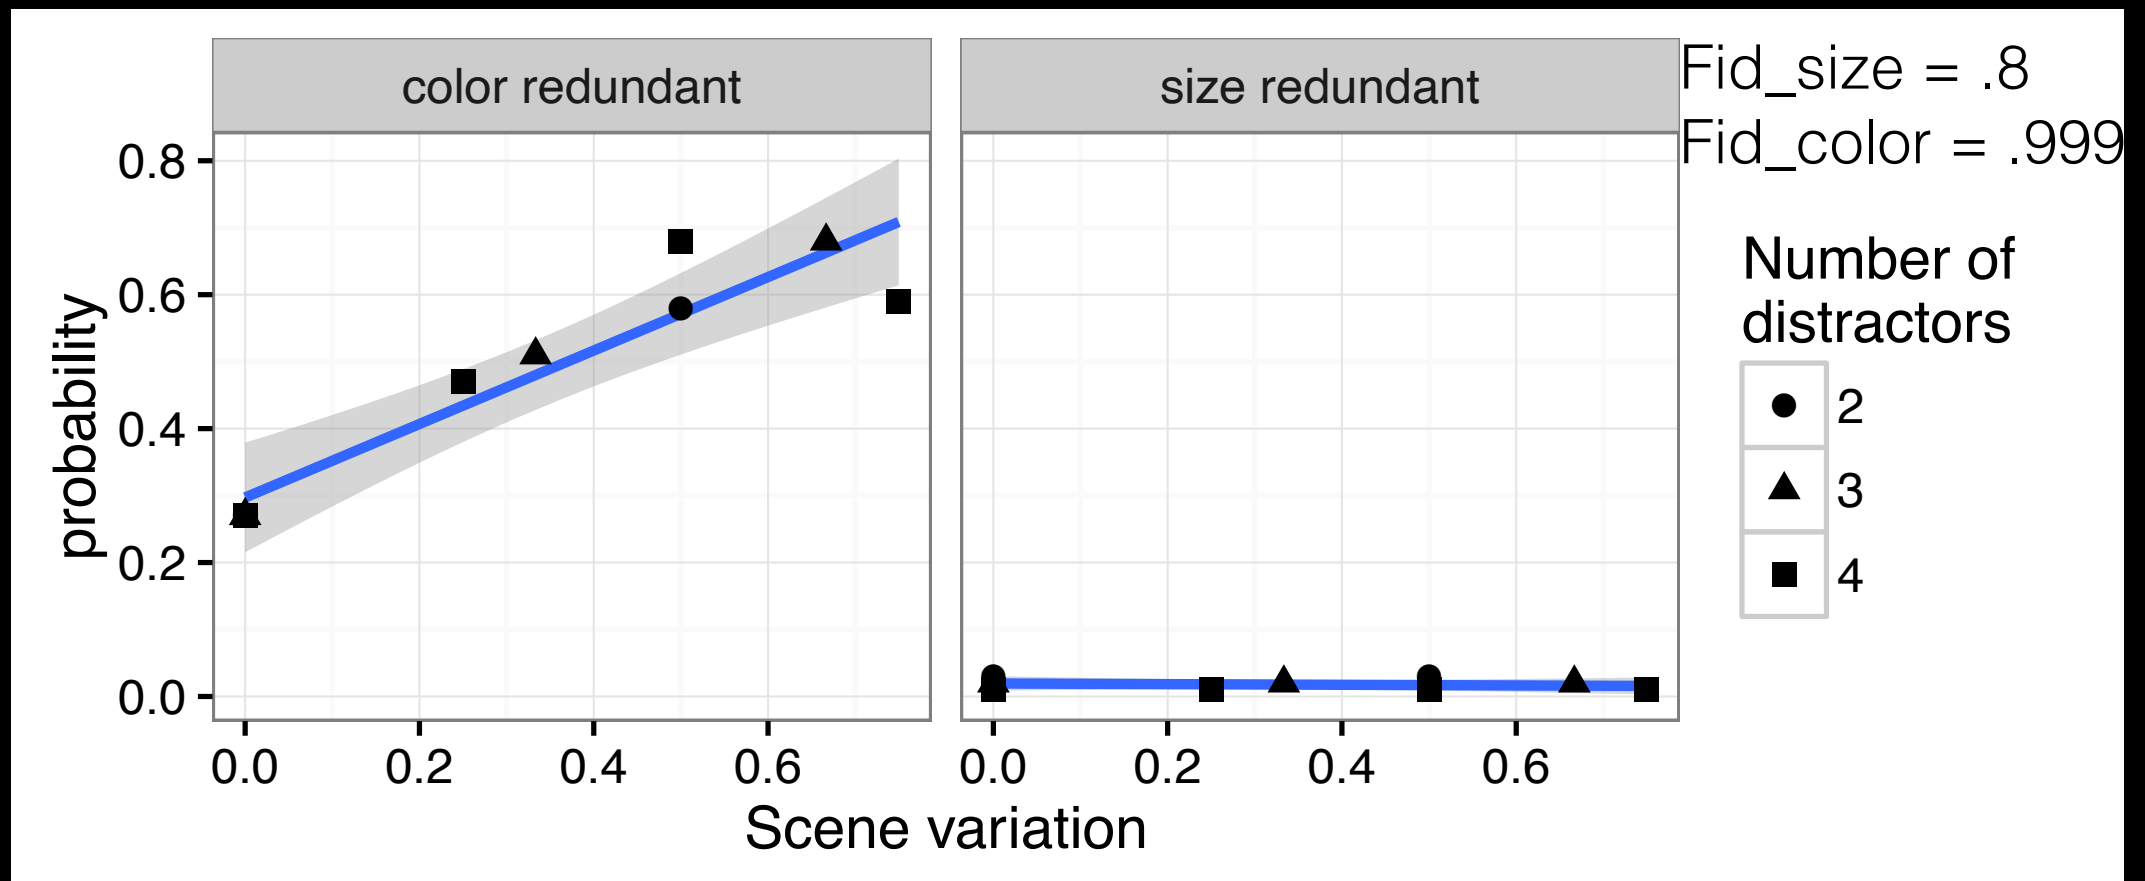 color redundant
size redundant
Fid_size = .8
Fid_color = .999
0.8
0.6
0.4
0.2
0.0
probability
0.0 0.2 0.4 0.6
0.0 0.2 0.4 0.6
Scene variation
Number of
distractors
2
3
4